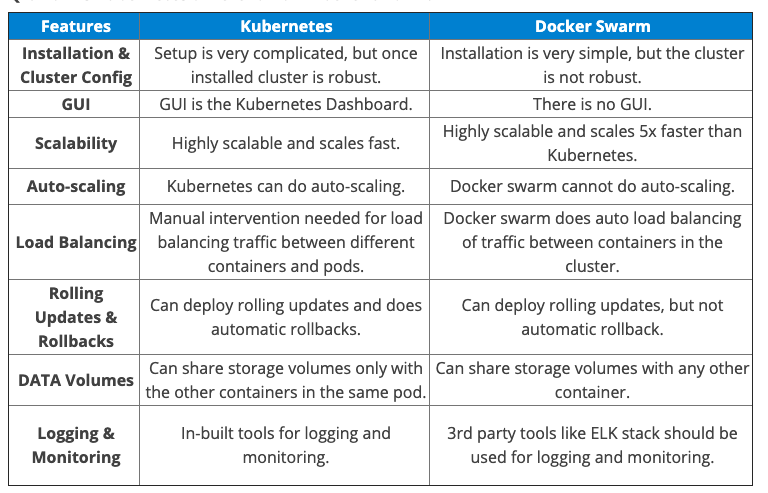 Features Kubernetes Docker Swarm
Installation & Cluster Config
Setup is very complicated, but once
installed cluster is robust.
Installation is very simple, but the cluster
is not robust.
GUI
GUI is the Kubernetes Dashboard.
There is no GUI.
Scalability
Highly scalable and scales fast.
Highly scalable and scales 5x faster than
Kubernetes.
Auto-scaling
Kubernetes can do auto-scaling.
Docker swarm cannot do auto-scaling.
Load Balancing
Manual intervention needed for load
balancing traffic between different
containers and pods.
Docker swarm does auto load balancing
of traffic between containers in the
cluster.
Rolling
Updates &
Rollbacks
Can deploy rolling updates and does
automatic rollbacks.
Can deploy rolling updates, but not
automatic rollback.
DATA Volumes
Can share storage volumes only with
the other containers in the same pod.
Can share storage volumes with any other
container.
Logging &
Monitoring
In-built tools for logging and
monitoring.
3rd party tools like ELK stack should be
used for logging and monitoring.